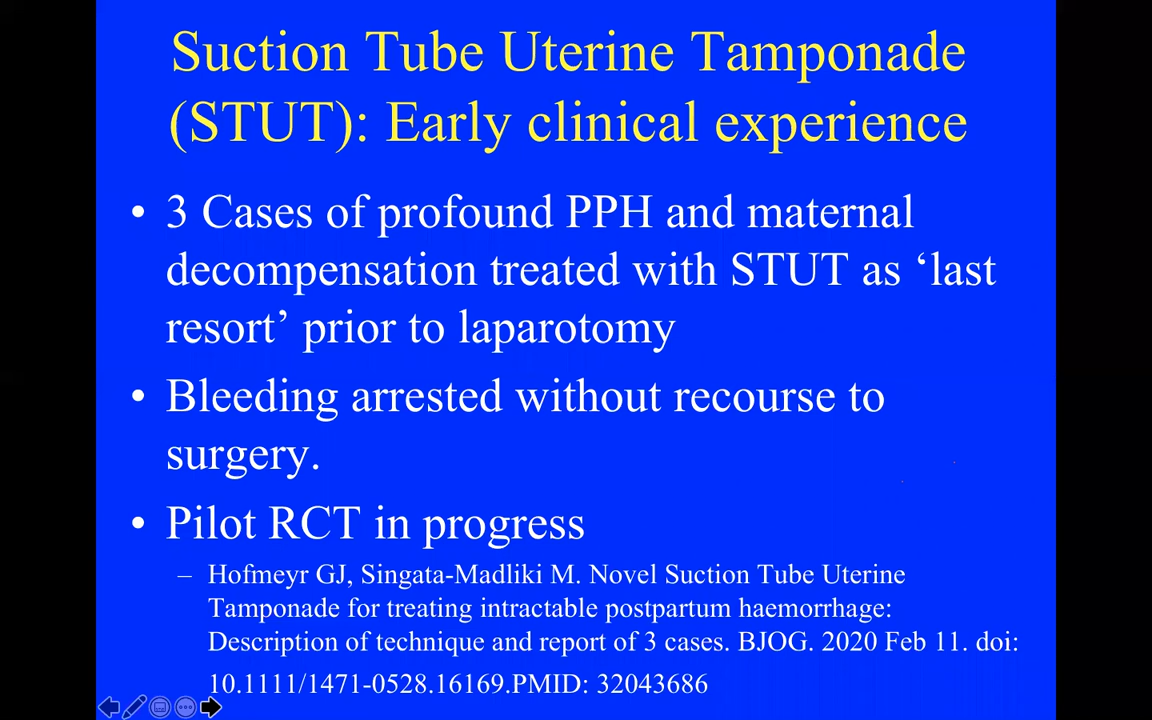 Suction Tube Uterine Tamponade
(STUT): Early clinical experience
• 3 Cases of profound PPH and maternal
decompensation treated with STUT as ‘last
resort’ prior to laparotomy
• Bleeding arrested without recourse to
surgery.
• Pilot RCT in progress
– Hofmeyr GJ, Singata-Madliki M. Novel Suction Tube Uterine
Tamponade for treating intractable postpartum haemorrhage:
Description of technique and report of 3 cases. BJOG. 2020 Feb 11. doi:
10.1111/1471-0528.16169.PMID: 32043686